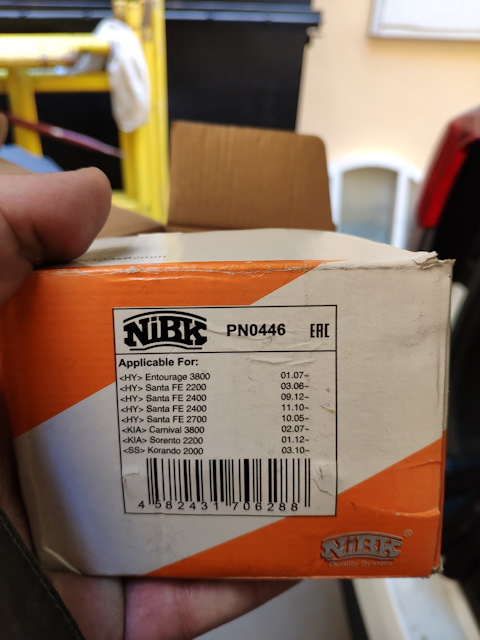 NiBK PN0446 EAC
Applicable For:
<HY> Entourage 3800 01.07~
<HY> Santa FE 2200 03.06~
<HY> Santa FE 2400 09.12~
<HY> Santa FE 2400 11.10~
<HY> Santa FE 2700 10.05~
<KIA> Carnival 3800 02.07~
<KIA> Sorento 2200 01.12~
<SS> Korando 2000 03.10~
4 582431 706288
NiBK®
Quality System